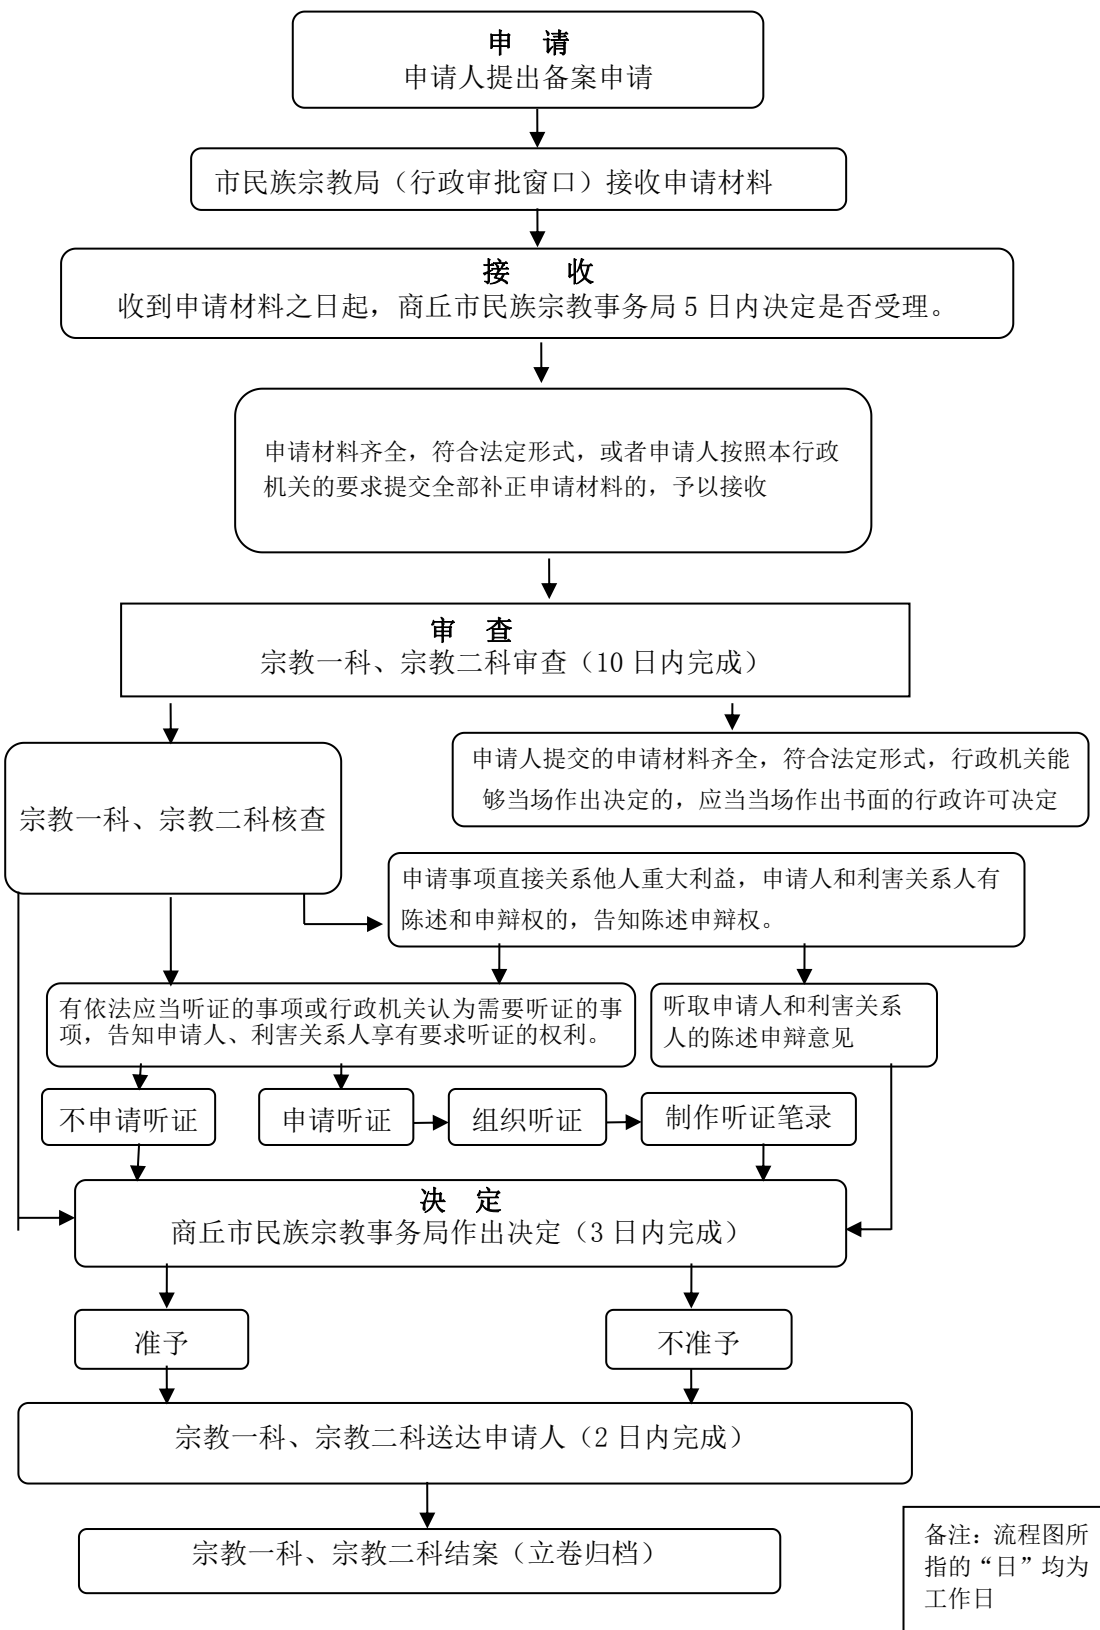 申 请
申请人提出备案申请
市民族宗教局（行政审批窗口）接收申请材料
接 收
收到申请材料之日起，商丘市民族宗教事务局 5 日内决定是否受理。
申请材料齐全，符合法定形式，或者申请人按照本行政
机关的要求提交全部补正申请材料的，予以接收
审 查
宗教一科、宗教二科审查（10 日内完成）
宗教一科、宗教二科核查
申请人提交的申请材料齐全，符合法定形式，行政机关能
够当场作出决定的，应当当场作出书面的行政许可决定
申请事项直接关系他人重大利益，申请人和利害关系人有
陈述和申辩权的，告知陈述申辩权。
有依法应当听证的事项或行政机关认为需要听证的事
项，告知申请人、利害关系人享有要求听证的权利。
听取申请人和利害关系
人的陈述申辩意见
不申请听证
申请听证
组织听证
制作听证笔录
决 定
商丘市民族宗教事务局作出决定（3 日内完成）
准予
不准予
宗教一科、宗教二科送达申请人（2 日内完成）
宗教一科、宗教二科结案（立卷归档）
备注：流程图所
指的“日”均为
工作日